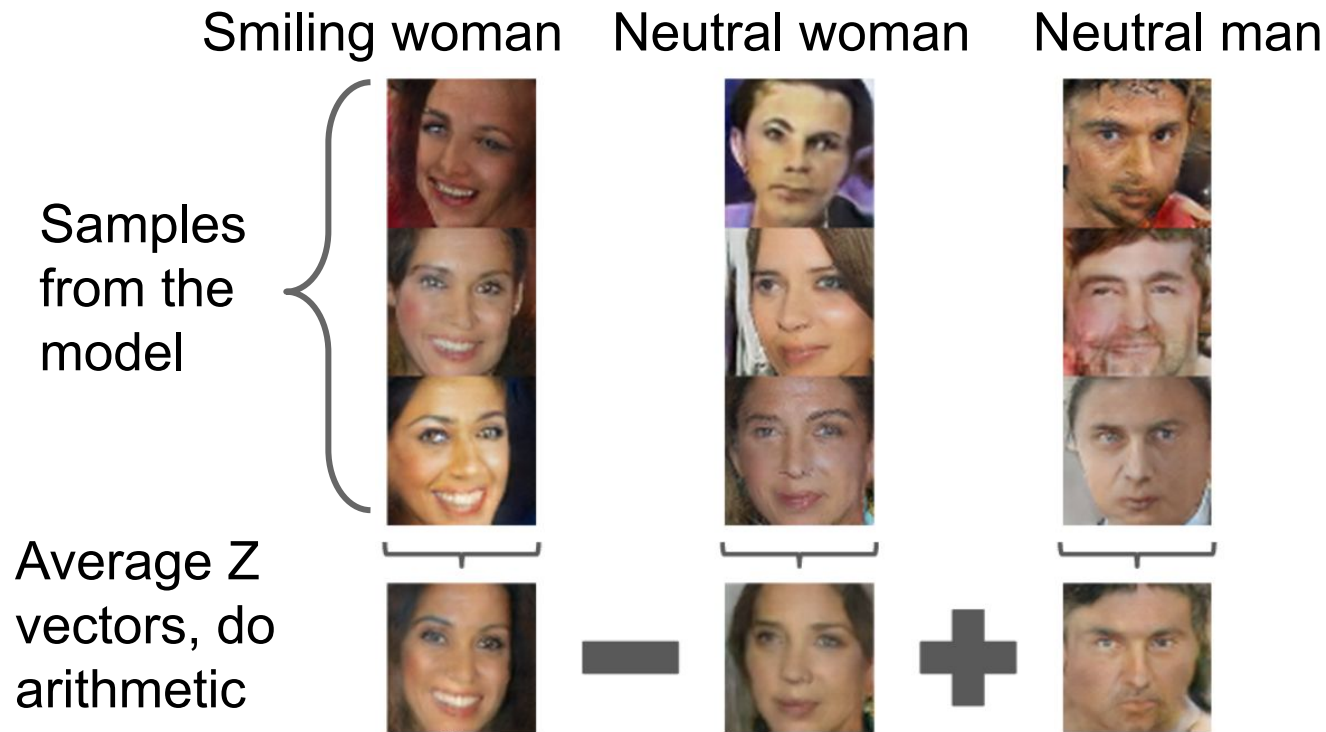 Smiling woman
Neutral woman
Neutral man
Samples
from the
model
Average Z
vectors, do
arithmetic